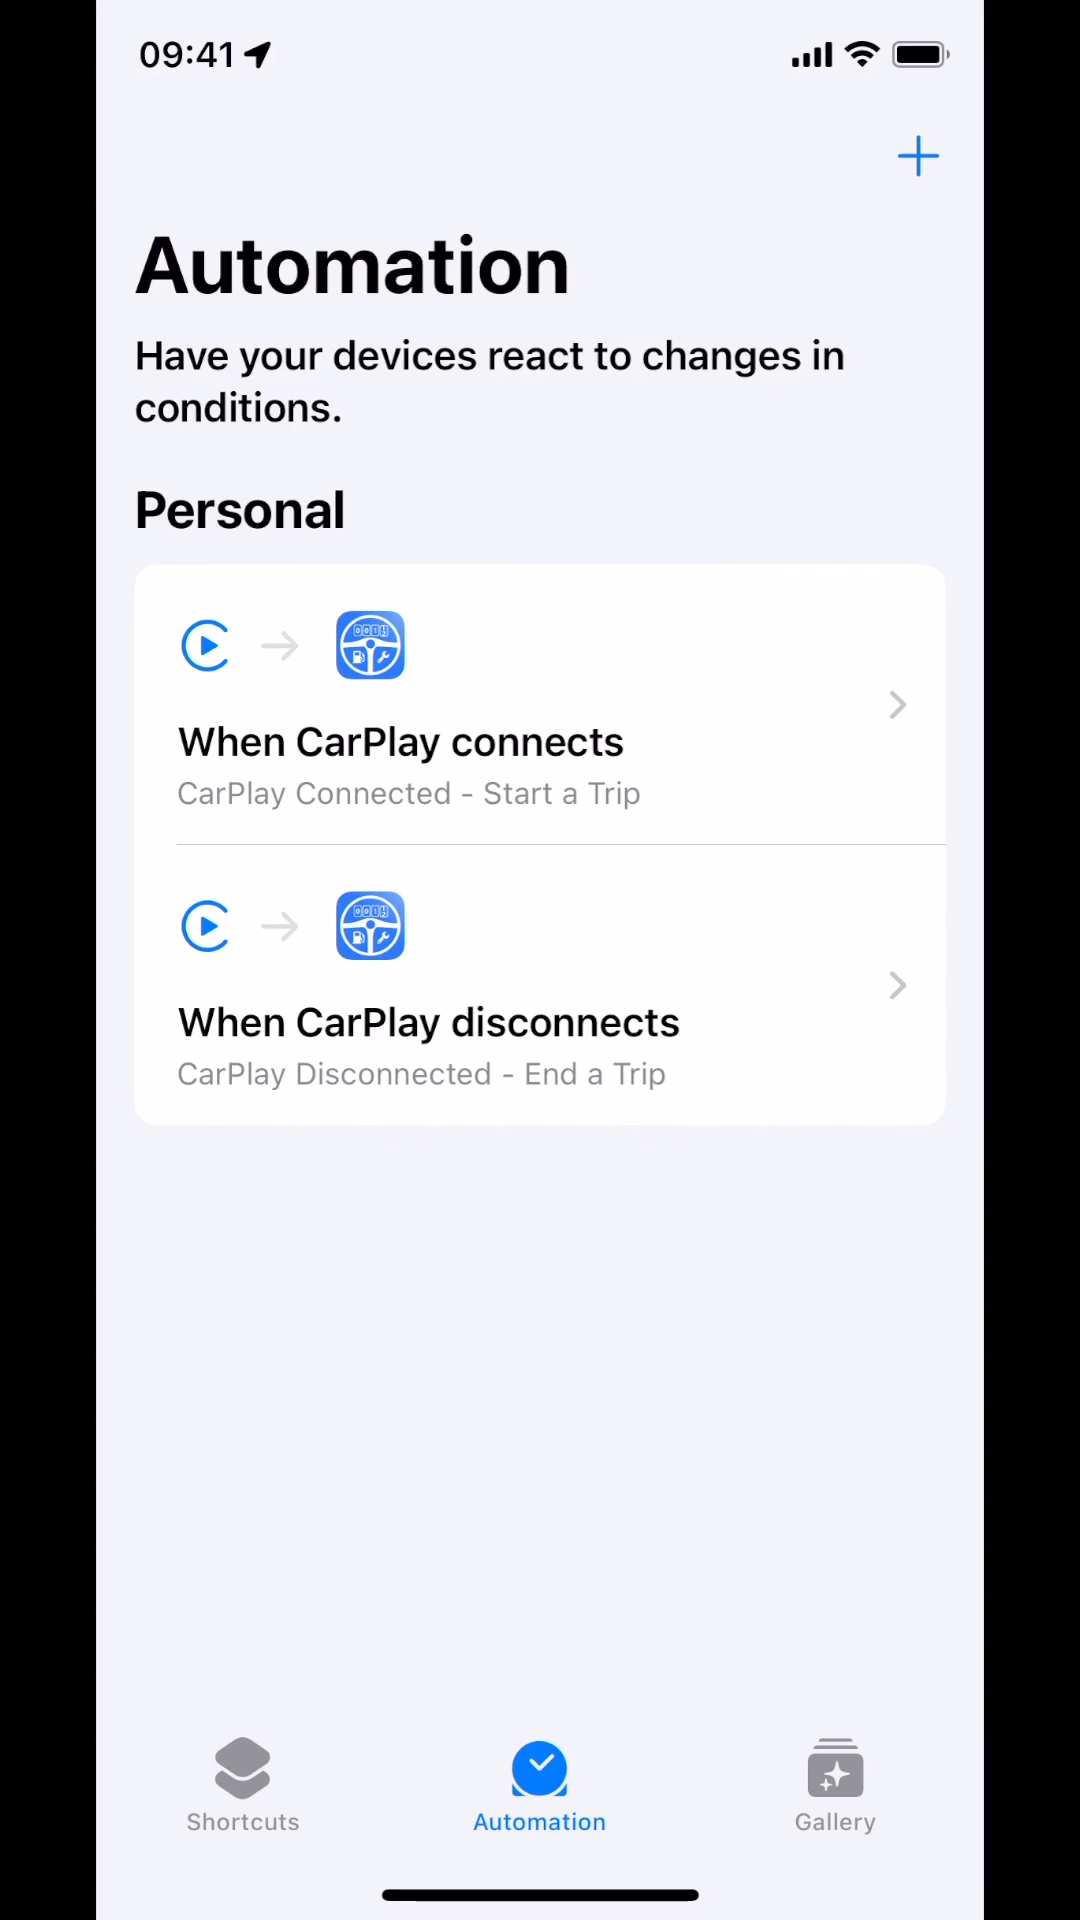 09:41
Automation
Have your devices react to changes in
conditions.
Personal
When CarPlay connects
CarPlay Connected - Start a Trip
When CarPlay disconnects
CarPlay Disconnected - End a Trip
Shortcuts
Automation
Gallery